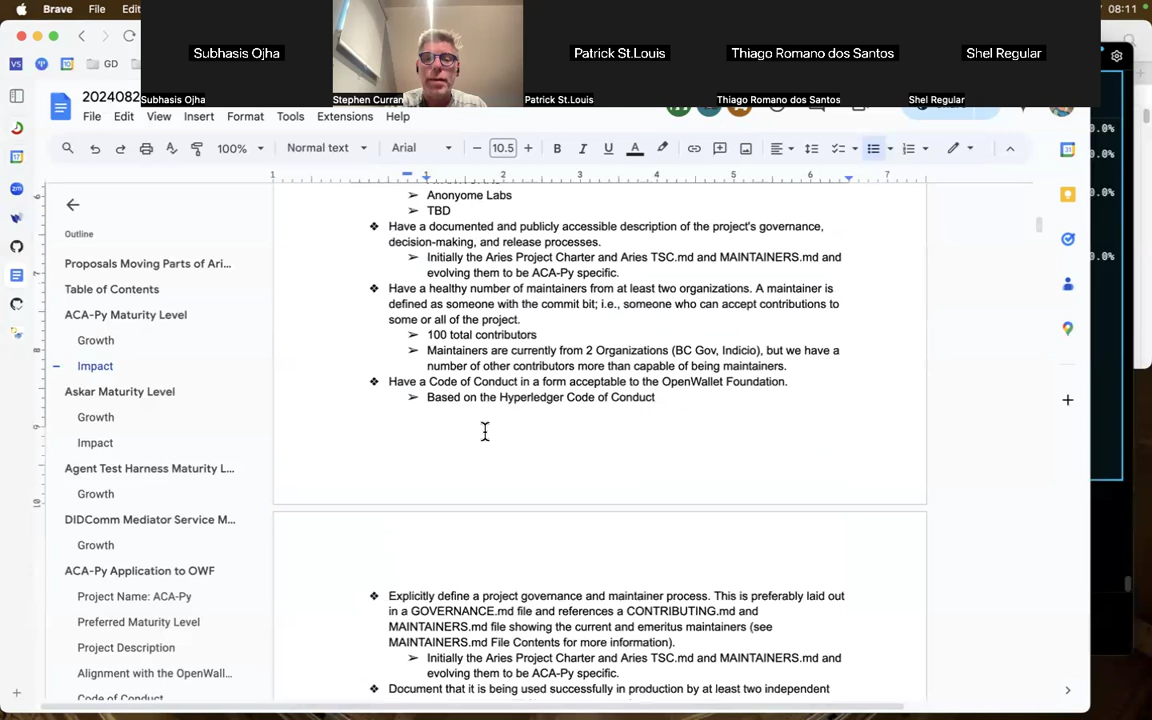 Brave File Edi
08:11
Subhasis Ojha
Patrick St.Louis
Thiago Romano dos Santos
Shel Regular
Subhasis Ojha
Stephen Curran
Patrick St.Louis
Thiago Romano dos Santos
Shel Regular
GD
2024082
File Edit View Insert Format Tools Extensions Help
100% Normal text Arial 10.5
1 1 2 3 4 5 6 7
Outline
Proposals Moving Parts of Ari...
Table of Contents
ACA-Py Maturity Level
Growth
Impact
Askar Maturity Level
Growth
Impact
Agent Test Harness Maturity L...
Growth
DIDComm Mediator Service M...
Growth
ACA-Py Application to OWF
Project Name: ACA-Py
Preferred Maturity Level
Project Description
Alignment with the OpenWall...
Code of Conduct
Anonyome Labs
TBD
Have a documented and publicly accessible description of the project's governance,
decision-making, and release processes.
Initially the Aries Project Charter and Aries TSC.md and MAINTAINERS.md and
evolving them to be ACA-Py specific.
Have a healthy number of maintainers from at least two organizations. A maintainer is
defined as someone with the commit bit; i.e., someone who can accept contributions to
some or all of the project.
100 total contributors
Maintainers are currently from 2 Organizations (BC Gov, Indicio), but we have a
number of other contributors more than capable of being maintainers.
Have a Code of Conduct in a form acceptable to the OpenWallet Foundation.
Based on the Hyperledger Code of Conduct
Explicitly define a project governance and maintainer process. This is preferably laid out
in a GOVERNANCE.md file and references a CONTRIBUTING.md and
MAINTAINERS.md file showing the current and emeritus maintainers (see
MAINTAINERS.md File Contents for more information).
Initially the Aries Project Charter and Aries TSC.md and MAINTAINERS.md and
evolving them to be ACA-Py specific.
Document that it is being used successfully in production by at least two independent